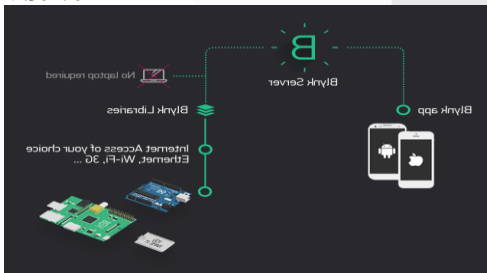 B
Blynk Server
No laptop required
Blynk app
Blynk Libraries
Internet Access of your choice
Ethernet, Wi-Fi, 3G ...